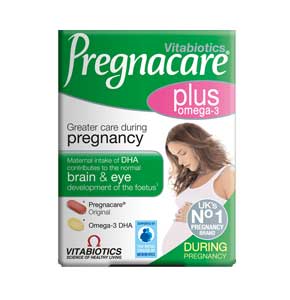 Vitabiotics
Pregnacare®
plus
omega-3
Greater care during
pregnancy
Maternal intake of DHA
contributes to the normal
brain & eye
development of the foetus
Pregnacare®
Original
Omega-3 DHA
UK's
No1
PREGNANCY
BRAND
VITABIOTICS
SCIENCE OF HEALTHY LIVING
DURING
PREGNANCY